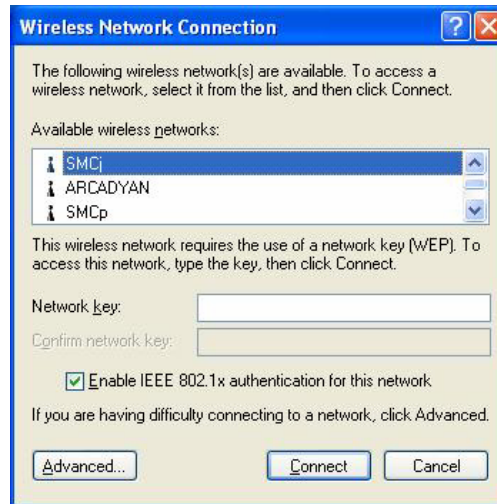 Wireless Network Connection
The following wireless network(s) are available. To access a
wireless network, select it from the list, and then click Connect.
Available wireless networks:
SMCj
ARCADYAN
SMCp
This wireless network requires the use of a network key (WEP). To
access this network, type the key, then click Connect.
Network key:
Confirm network key:
Enable IEEE 802.1x authentication for this network
If you are having difficulty connecting to a network, click Advanced.
Advanced... Connect Cancel